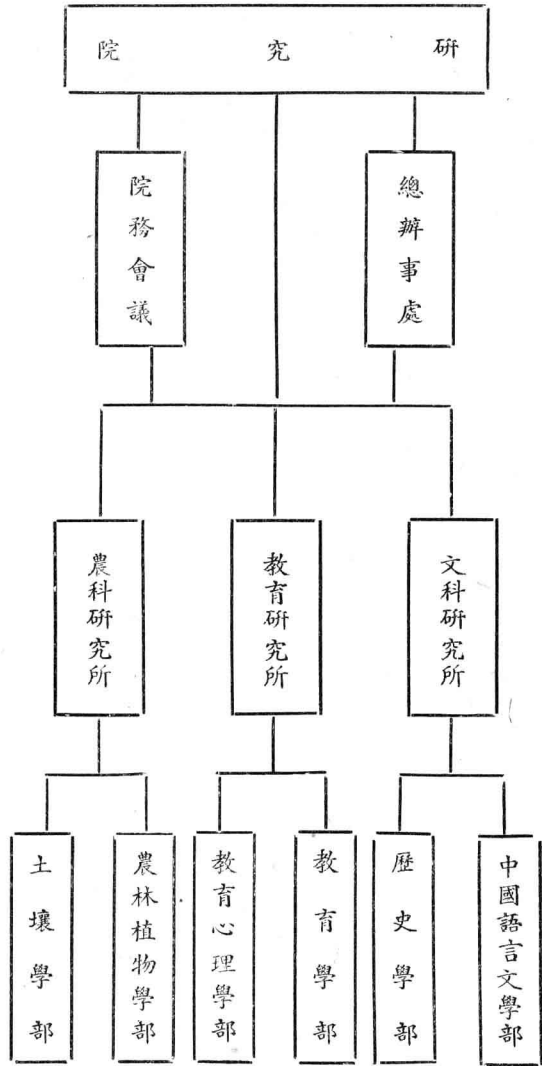 研究院
總辦事處
院務會議
文科研究所
教育研究所
農科研究所
中國語言文學部
歷史學部
教育學部
教育心理學部
農林植物學部
土壤學部